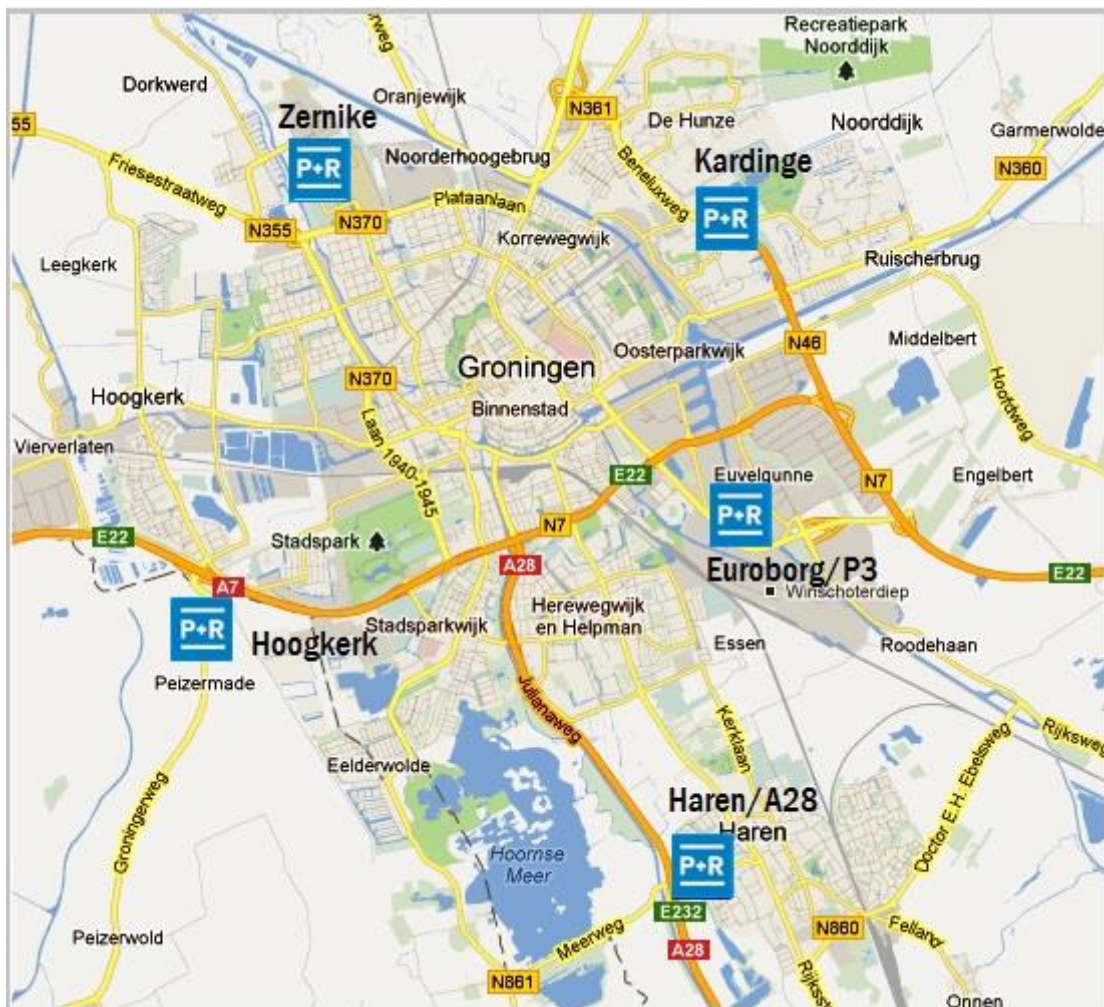 Recreatiepark
Noorddijk
Dorkwerd
Oranjewijk
N361
De Hunze
Noorddijk
Garmerwolde
55
Zernike
P+R
Noorderhoogebrug
Kardinge
N360
Friesestraatweg
Beneluxweg
Plataanlaan
P+R
N355
N370
Korrewegwijk
Leegkerk
Ruischerbrug
N46
Middelbert
Oosterparkwijk
Groningen
N370
Hoogkerk
Binnenstad
Hoofdweg
Laan 1940-1945
Vierverlaten
E22
Euvelgunne
N7
Engelbert
P+R
N7
E22
Stadspark
A28
Euroborg/P3
E22
A7
Winschoterdiep
P+R
Hoogkerk
Stadsparkwijk
Herewegwijk
en Helpman
Essen
Roodehaan
Peizermade
Julianaweg
Kerklaan
Rijksweg
Eelderwolde
Doctor E.H. Ebelsweg
Groningerweg
Haren/A28
Haren
P+R
Hoornse
Meer
E232
Peizerwold
Meerweg
A28
N860
Felland
N861
Rijksst
Onnen